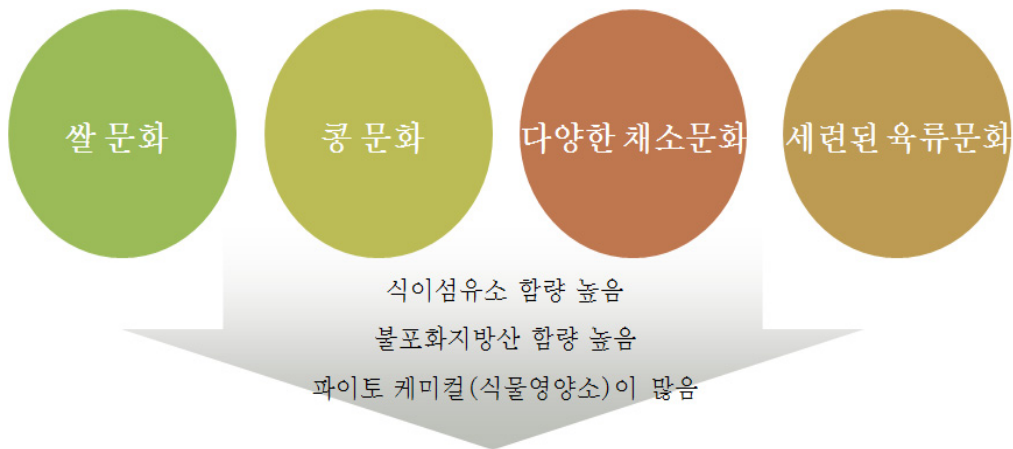 쌀 문화
콩 문화
다양한 채소문화
세련된 육류문화
식이섬유소 함량 높음
불포화지방산 함량 높음
파이토 케미컬(식물영양소)이 많음